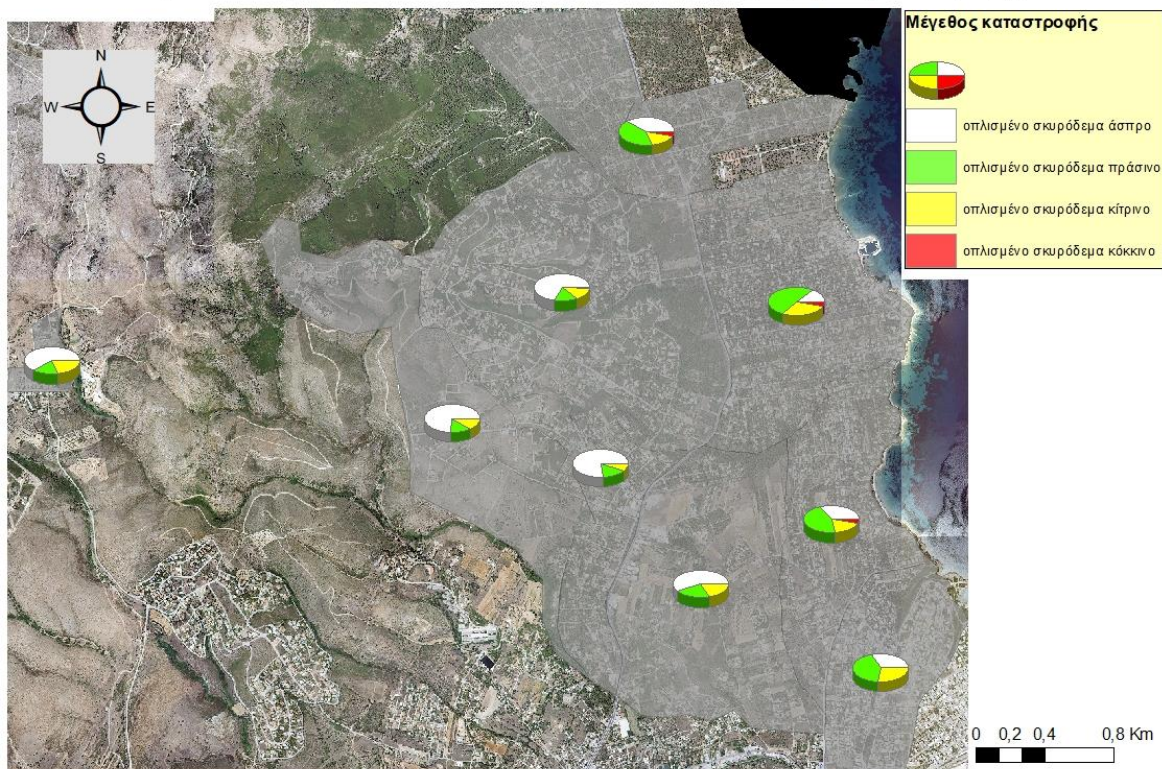 N
W E
S
Μέγεθος καταστροφής
οπλισμένο σκυρόδεμα άσπρο
οπλισμένο σκυρόδεμα πράσινο
οπλισμένο σκυρόδεμα κίτρινο
οπλισμένο σκυρόδεμα κόκκινο
0 0,2 0,4 0,8 Km